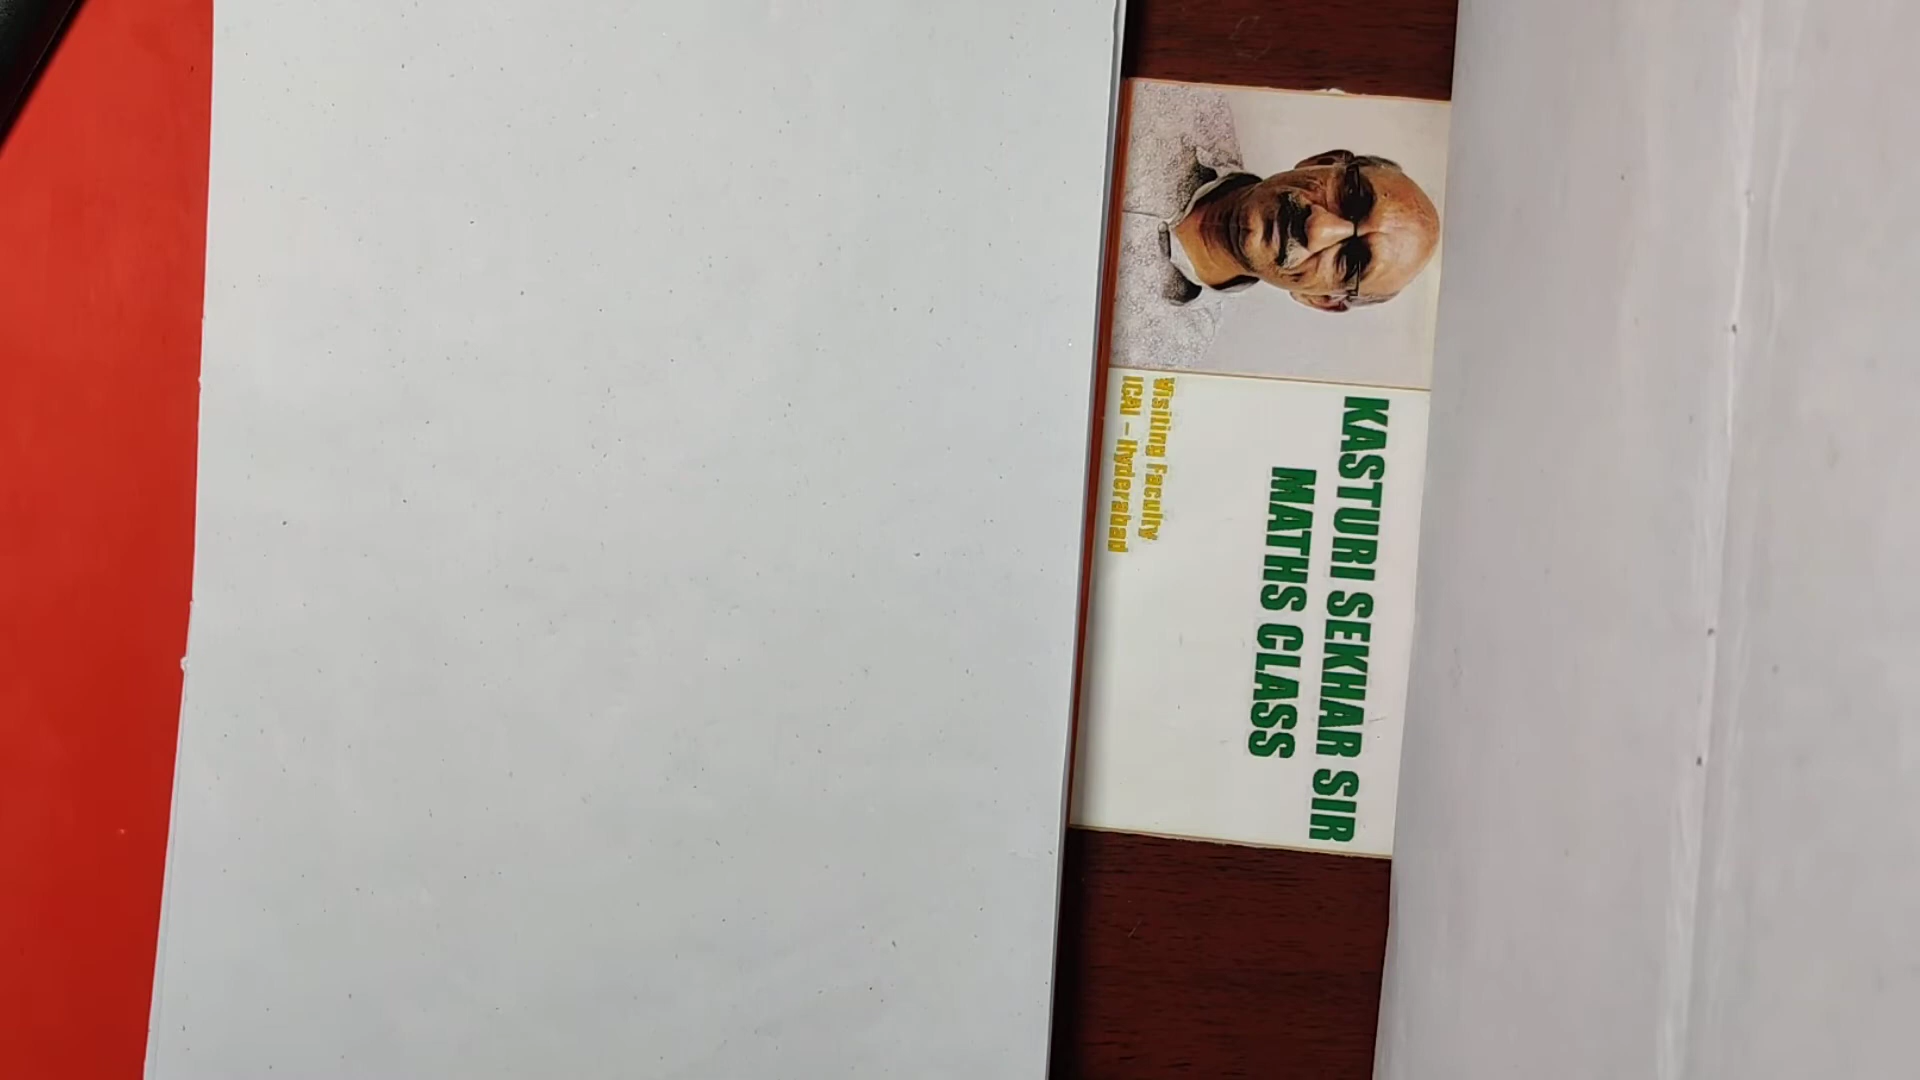 KASTURI SEKHAR SIR
MATHS CLASS
Visiting Faculty
ICAI – Hyderabad